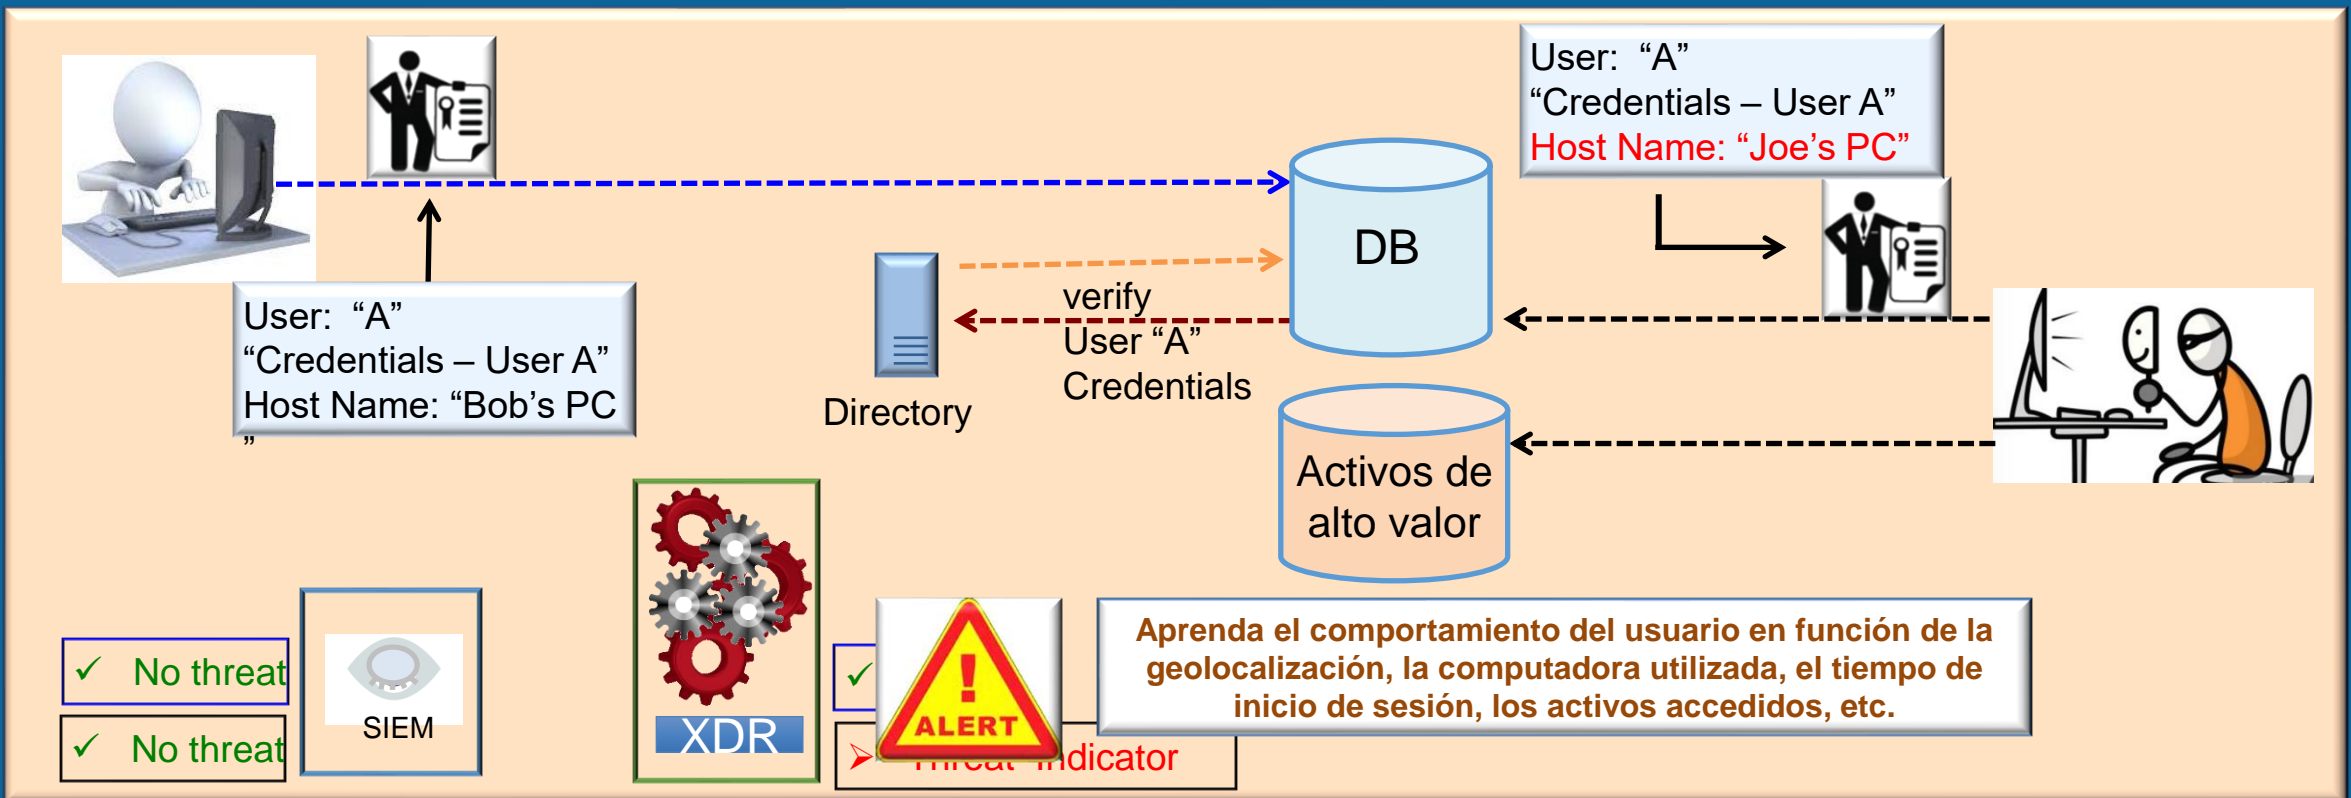 User: “A”
“Credentials – User A”
Host Name: “Bob’s PC
”
User: “A”
“Credentials – User A”
Host Name: “Joe’s PC”
DB
verify
User “A”
Credentials
Directory
Activos de
alto valor
✓ No threat
✓ No threat
SIEM
XDR
✓
ALERT
➢ Threat Indicator
Aprenda el comportamiento del usuario en función de la
geolocalización, la computadora utilizada, el tiempo de
inicio de sesión, los activos accedidos, etc.